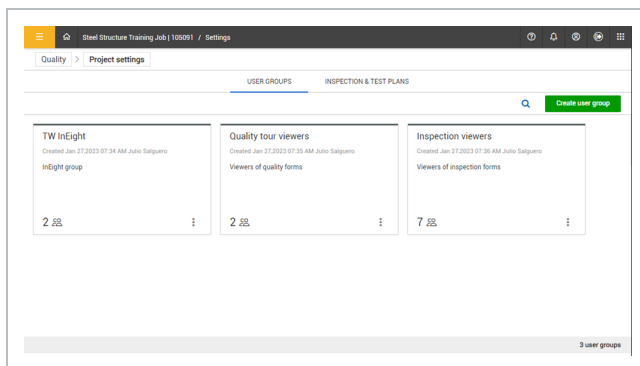 Steel Structure Training Job | 105091 / Settings
Quality > Project settings
USER GROUPS INSPECTION & TEST PLANS
Create user group
TW InEight
Created Jan 27,2023 07:34 AM Julio Salguero
InEight group
2
Quality tour viewers
Created Jan 27,2023 07:35 AM Julio Salguero
Viewers of quality forms
2
Inspection viewers
Created Jan 27,2023 07:36 AM Julio Salguero
Viewers of inspection forms
7
3 user groups